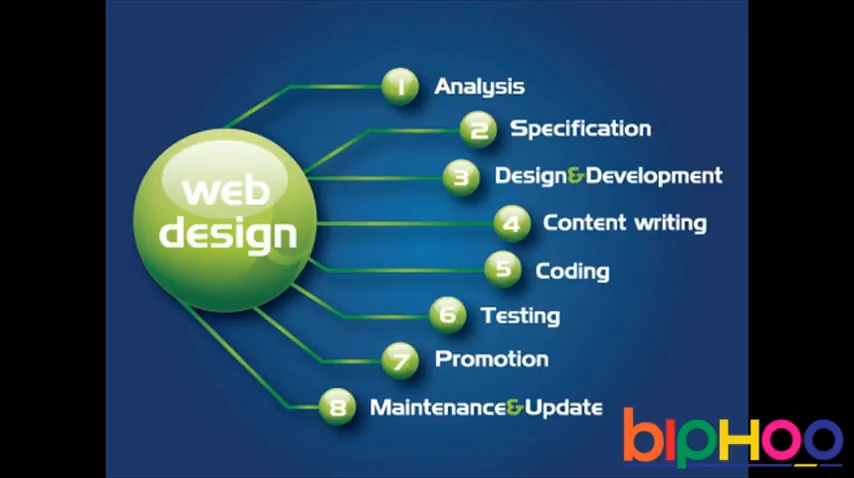 web
design
1 Analysis
2 Specification
3 Design&Development
4 Content writing
5 Coding
6 Testing
7 Promotion
8 Maintenance&Update
bipHOO